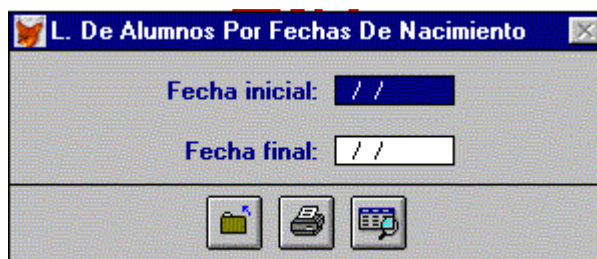 L. De Alumnos Por Fechas De Nacimiento
Fecha inicial: / /
Fecha final: / /